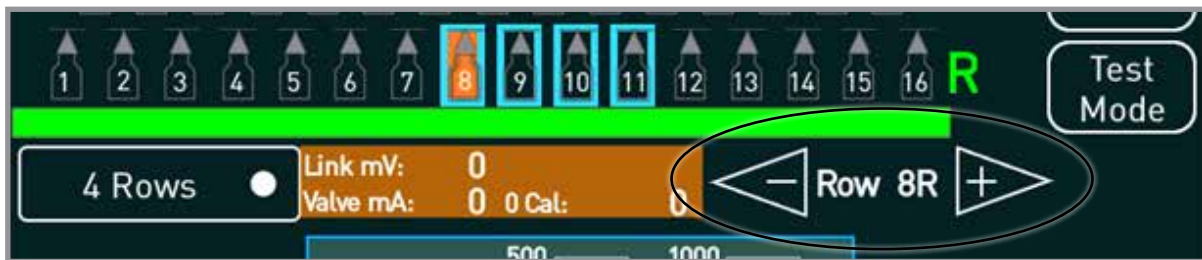 1 2 3 4 5 6 7 8 9 10 11 12 13 14 15 16 R
Test
Mode
4 Rows
Link mV: 0
Valve mA: 0 0 Cal: 0
− Row 8R +
500 1000